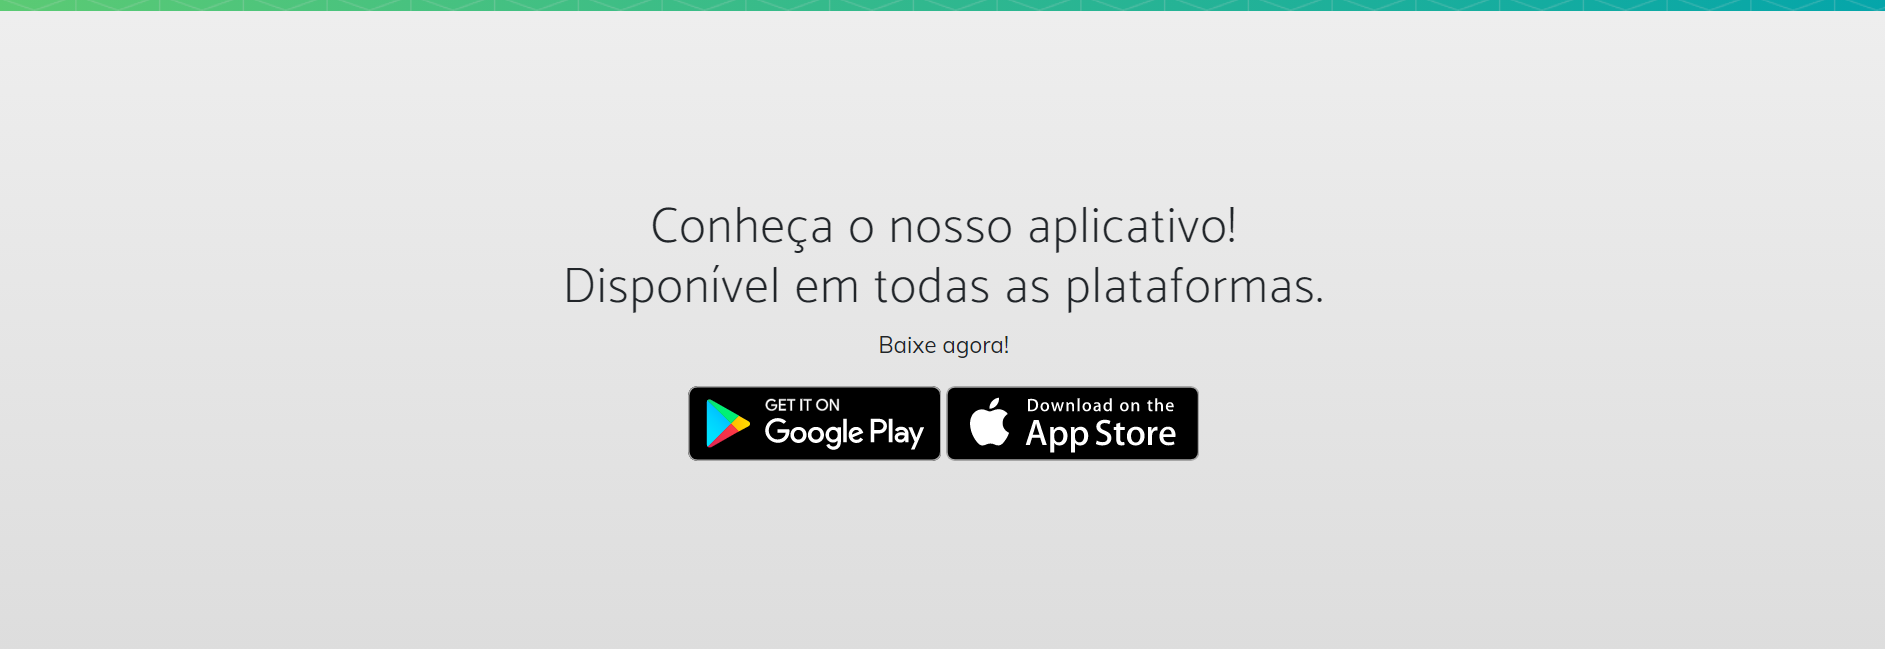 Conheça o nosso aplicativo!
Disponível em todas as plataformas.
Baixe agora!
GET IT ON
Google Play
Download on the
App Store